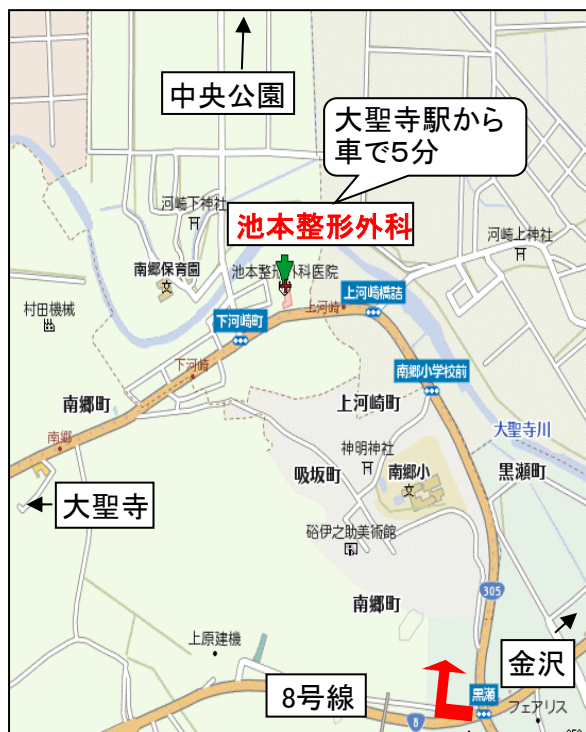 中央公園
大聖寺駅から
車で5分
河崎下神社
池本整形外科
河崎上神社
南郷保育園
池本整形外科医院
村田機械
上河崎
上河崎橋詰
下河崎町
下河崎
南郷小学校前
南郷町
上河崎町
南郷
大聖寺川
神明神社
吸坂町
南郷小
黒瀬町
大聖寺
硲伊之助美術館
305
南郷町
上原建機
金沢
8号線
黒瀬
フェアリス
8